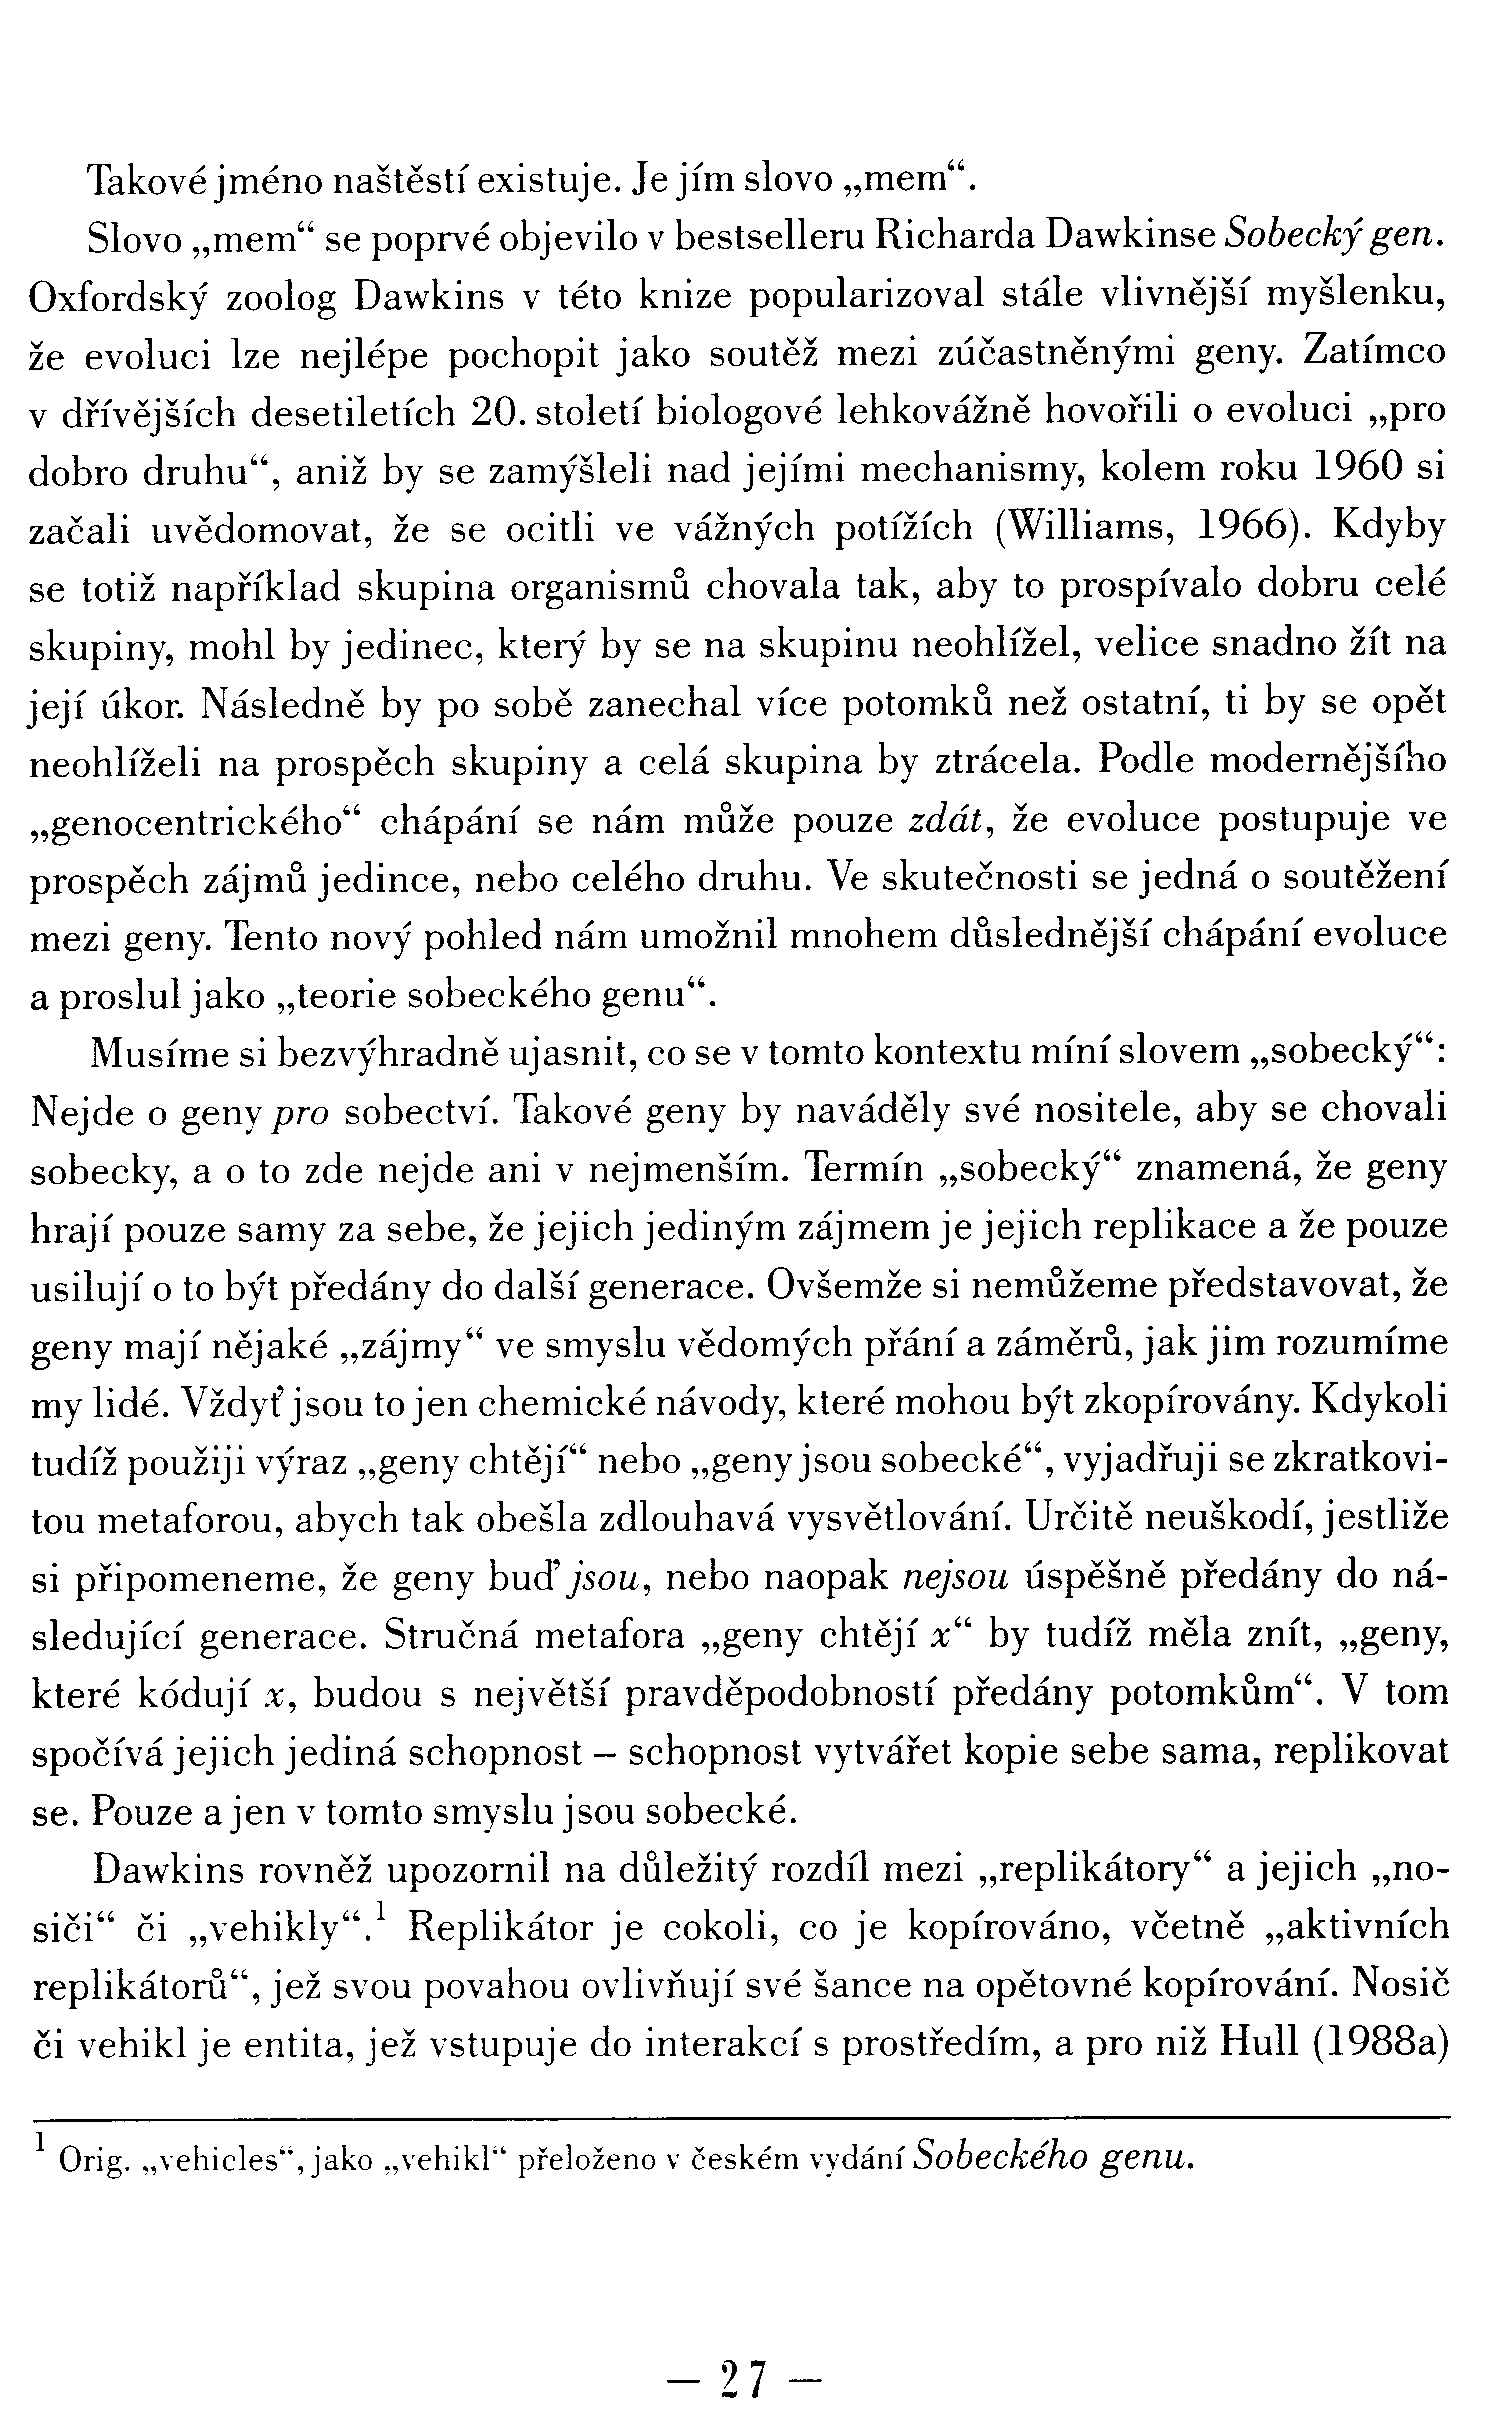 Takové jméno naštěstí existuje. Je jím slovo „mem“.
Slovo „mem“ se poprvé objevilo v bestselleru Richarda Dawkinse Sobecký gen.
Oxfordský zoolog Dawkins v této knize popularizoval stále vlivnější myšlenku,
že evoluci lze nejlépe pochopit jako soutěž mezi zúčastněnými geny. Zatímco
v dřívějších desetiletích 20. století biologové lehkovážně hovořili o evoluci „pro
dobro druhu“, aniž by se zamýšleli nad jejími mechanismy, kolem roku 1960 si
začali uvědomovat, že se ocitli ve vážných potížích (Williams, 1966). Kdyby
se totiž například skupina organismů chovala tak, aby to prospívalo dobru celé
skupiny, mohl by jedinec, který by se na skupinu neohlížel, velice snadno žít na
její úkor. Následně by po sobě zanechal více potomků než ostatní, ti by se opět
neohlíželi na prospěch skupiny a celá skupina by ztrácela. Podle modernějšího
„genocentrického“ chápání se nám může pouze zdát, že evoluce postupuje ve
prospěch zájmů jedince, nebo celého druhu. Ve skutečnosti se jedná o soutěžení
mezi geny. Tento nový pohled nám umožnil mnohem důslednější chápání evoluce
a proslul jako „teorie sobeckého genu“.
Musíme si bezvýhradně ujasnit, co se v tomto kontextu míní slovem „sobecký“:
Nejde o geny pro sobectví. Takové geny by naváděly své nositele, aby se chovali
sobecky, a o to zde nejde ani v nejmenším. Termín „sobecký“ znamená, že geny
hrají pouze samy za sebe, že jejich jediným zájmem je jejich replikace a že pouze
usilují o to být předány do další generace. Ovšemže si nemůžeme představovat, že
geny mají nějaké „zájmy“ ve smyslu vědomých přání a záměrů, jak jim rozumíme
my lidé. Vždyť jsou to jen chemické návody, které mohou být zkopírovány. Kdykoli
tudíž použiji výraz „geny chtějí“ nebo „geny jsou sobecké“, vyjadřuji se zkratkovi-
tou metaforou, abych tak obešla zdlouhavá vysvětlování. Určitě neuškodí, jestliže
si připomeneme, že geny buď jsou, nebo naopak nejsou úspěšně předány do ná-
sledující generace. Stručná metafora „geny chtějí x“ by tudíž měla znít, „geny,
které kódují x, budou s největší pravděpodobností předány potomkům“. V tom
spočívá jejich jediná schopnost – schopnost vytvářet kopie sebe sama, replikovat
se. Pouze a jen v tomto smyslu jsou sobecké.
Dawkins rovněž upozornil na důležitý rozdíl mezi „replikátory“ a jejich „no-
siči“ či „vehikly“.¹ Replikátor je cokoli, co je kopírováno, včetně „aktivních
replikátorů“, jež svou povahou ovlivňují své šance na opětovné kopírování. Nosič
či vehikl je entita, jež vstupuje do interakcí s prostředím, a pro niž Hull (1988a)
¹ Orig. „vehicles“, jako „vehikl“ přeloženo v českém vydání Sobeckého genu.
– 27 –